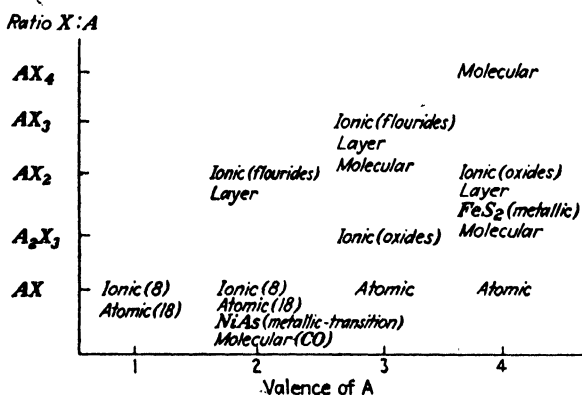 Ratio X:A
AX4
Molecular
AX3
Ionic (flourides)
Layer
Molecular
AX2
Ionic (flourides)
Layer
Ionic (oxides)
Layer
FeS2 (metallic)
Molecular
A2X3
Ionic (oxides)
AX
Ionic (8)
Atomic (18)
Ionic (8)
Atomic (18)
NiAs (metallic-transition)
Molecular (CO)
Atomic
Atomic
1
2
3
4
Valence of A